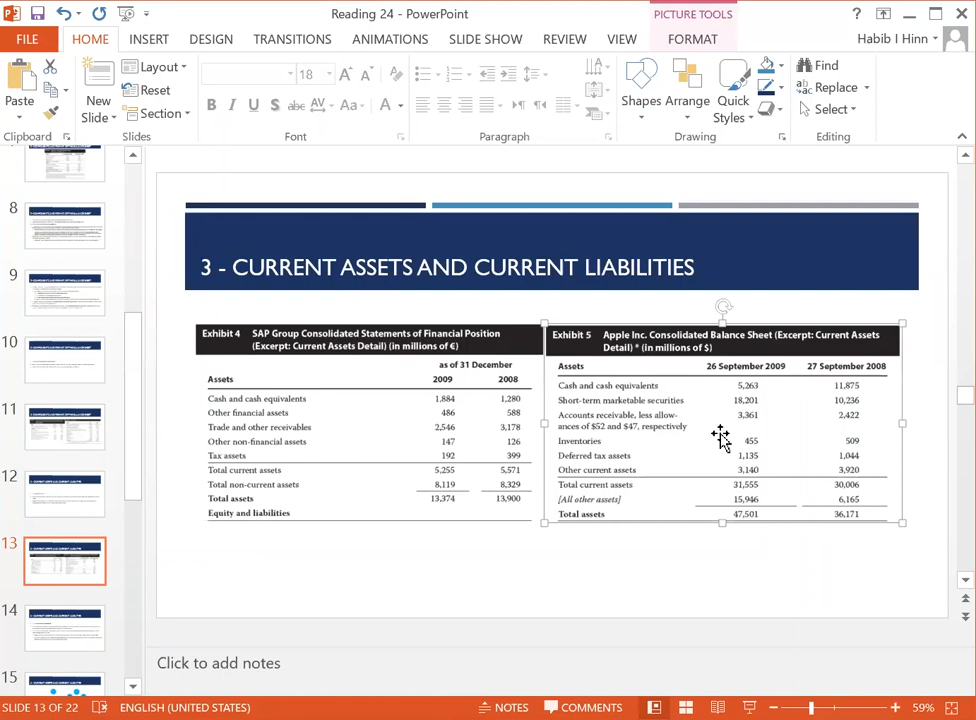 Reading 24 - PowerPoint
PICTURE TOOLS
?
FILE
HOME
INSERT
DESIGN
TRANSITIONS
ANIMATIONS
SLIDE SHOW
REVIEW
VIEW
FORMAT
Habib I Hinn
Paste
Clipboard
New
Slide
Layout
Reset
Section
Slides
18
B I U S abc AV Aa A
Font
Paragraph
Shapes
Arrange
Quick
Styles
Drawing
Find
Replace
Select
Editing
8
9
10
11
12
13
14
15
3 - CURRENT ASSETS AND CURRENT LIABILITIES
Exhibit 4 SAP Group Consolidated Statements of Financial Position
(Excerpt: Current Assets Detail) (in millions of €)
as of 31 December
Assets 2009 2008
Cash and cash equivalents 1,884 1,280
Other financial assets 486 588
Trade and other receivables 2,546 3,178
Other non-financial assets 147 126
Tax assets 192 399
Total current assets 5,255 5,571
Total non-current assets 8,119 8,329
Total assets 13,374 13,900
Equity and liabilities
Exhibit 5 Apple Inc. Consolidated Balance Sheet (Excerpt: Current Assets
Detail) * (in millions of $)
Assets 26 September 2009 27 September 2008
Cash and cash equivalents 5,263 11,875
Short-term marketable securities 18,201 10,236
Accounts receivable, less allow- 3,361 2,422
ances of $52 and $47, respectively
Inventories 455 509
Deferred tax assets 1,135 1,044
Other current assets 3,140 3,920
Total current assets 31,555 30,006
[All other assets] 15,946 6,165
Total assets 47,501 36,171
Click to add notes
SLIDE 13 OF 22
ENGLISH (UNITED STATES)
NOTES
COMMENTS
59%